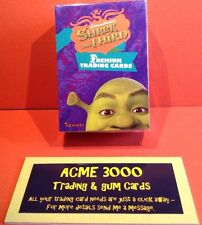 SHREK
THE THIRD
PREMIUM
TRADING CARDS
ACME 3000
TRADING & GUM CARDS
ALL YOUR TRADING CARD NEEDS ARE JUST A CLICK AWAY –
FOR MORE DETAILS SEND ME A MESSAGE.